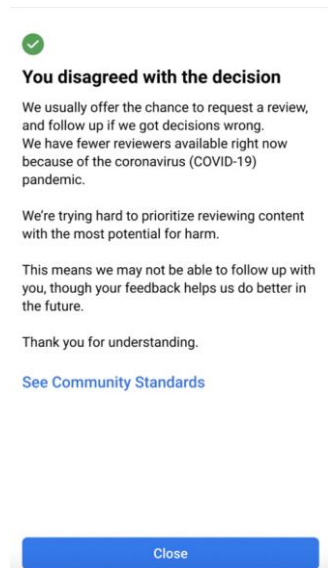 You disagreed with the decision
We usually offer the chance to request a review,
and follow up if we got decisions wrong.
We have fewer reviewers available right now
because of the coronavirus (COVID-19)
pandemic.
We're trying hard to prioritize reviewing content
with the most potential for harm.
This means we may not be able to follow up with
you, though your feedback helps us do better in
the future.
Thank you for understanding.
See Community Standards
Close